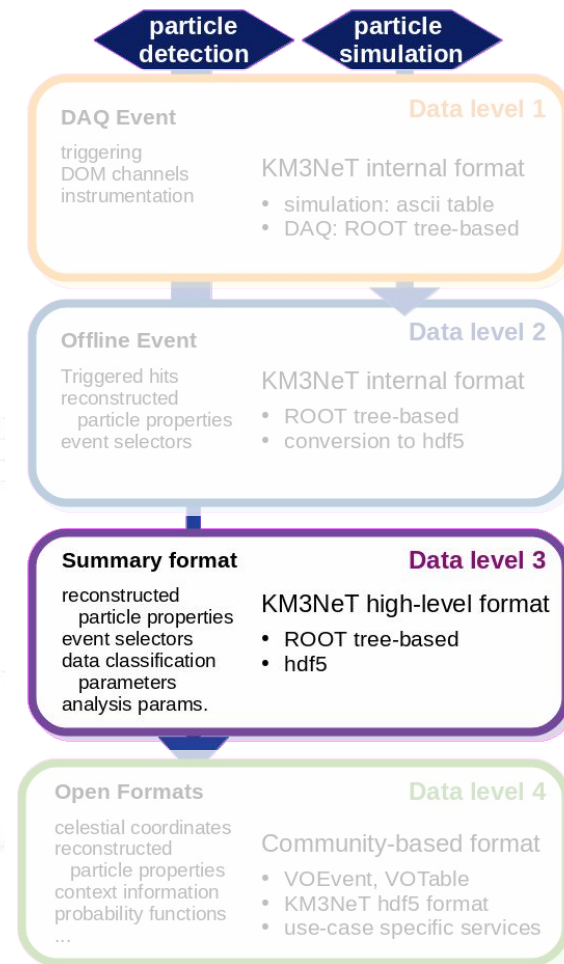 particle
detection
particle
simulation
DAQ Event
Data level 1
triggering
DOM channels
instrumentation
KM3NeT internal format
• simulation: ascii table
• DAQ: ROOT tree-based
Offline Event
Data level 2
Triggered hits
reconstructed
particle properties
event selectors
KM3NeT internal format
• ROOT tree-based
• conversion to hdf5
Summary format
Data level 3
reconstructed
particle properties
event selectors
data classification
parameters
analysis params.
KM3NeT high-level format
• ROOT tree-based
• hdf5
Open Formats
Data level 4
celestial coordinates
reconstructed
particle properties
context information
probability functions
...
Community-based format
• VOEvent, VOTable
• KM3NeT hdf5 format
• use-case specific services